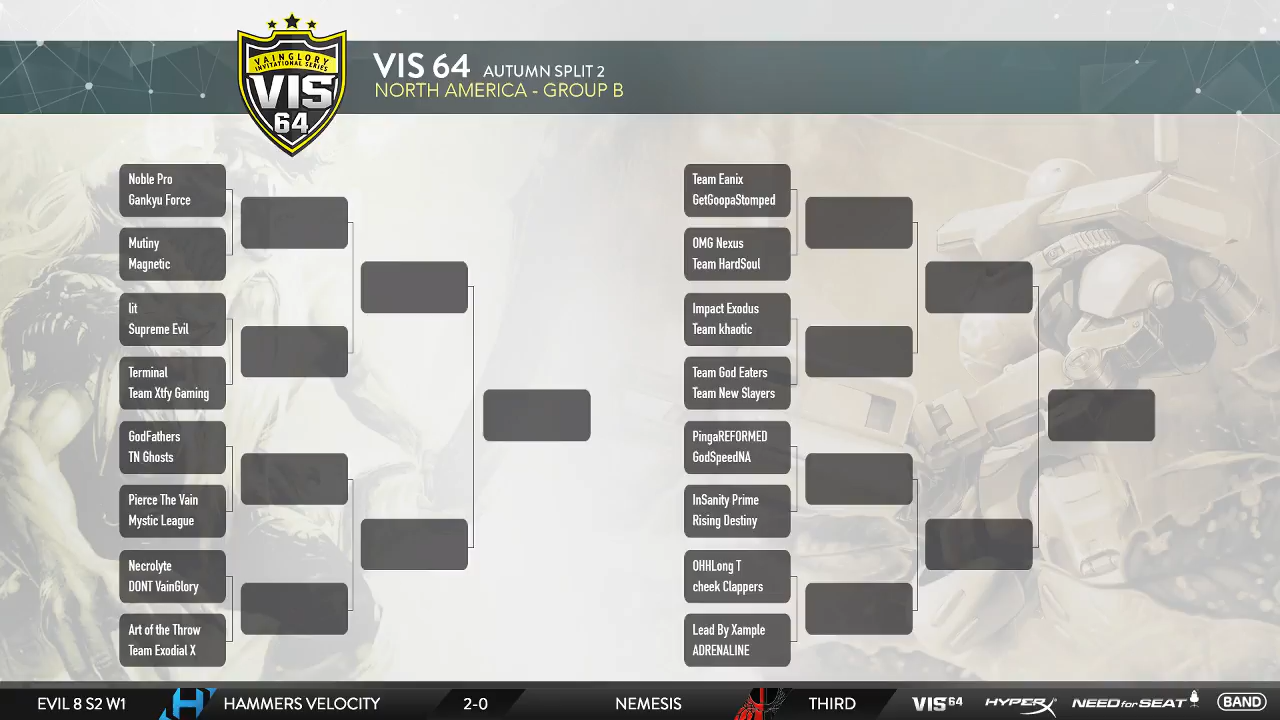 VAINGLORY
INVITATIONAL SERIES
VIS
64
VIS 64 AUTUMN SPLIT 2
NORTH AMERICA - GROUP B
Noble Pro
Gankyu Force
Mutiny
Magnetic
lit
Supreme Evil
Terminal
Team Xtfy Gaming
GodFathers
TN Ghosts
Pierce The Vain
Mystic League
Necrolyte
DONT VainGlory
Art of the Throw
Team Exodial X
Team Eanix
GetGoopaStomped
OMG Nexus
Team HardSoul
Impact Exodus
Team khaotic
Team God Eaters
Team New Slayers
PingaREFORMED
GodSpeedNA
InSanity Prime
Rising Destiny
OHHLong T
cheek Clappers
Lead By Xample
ADRENALINE
EVIL 8 S2 W1 HAMMERS VELOCITY 2-0 NEMESIS THIRD VIS64 HYPERX NEED for SEAT BAND